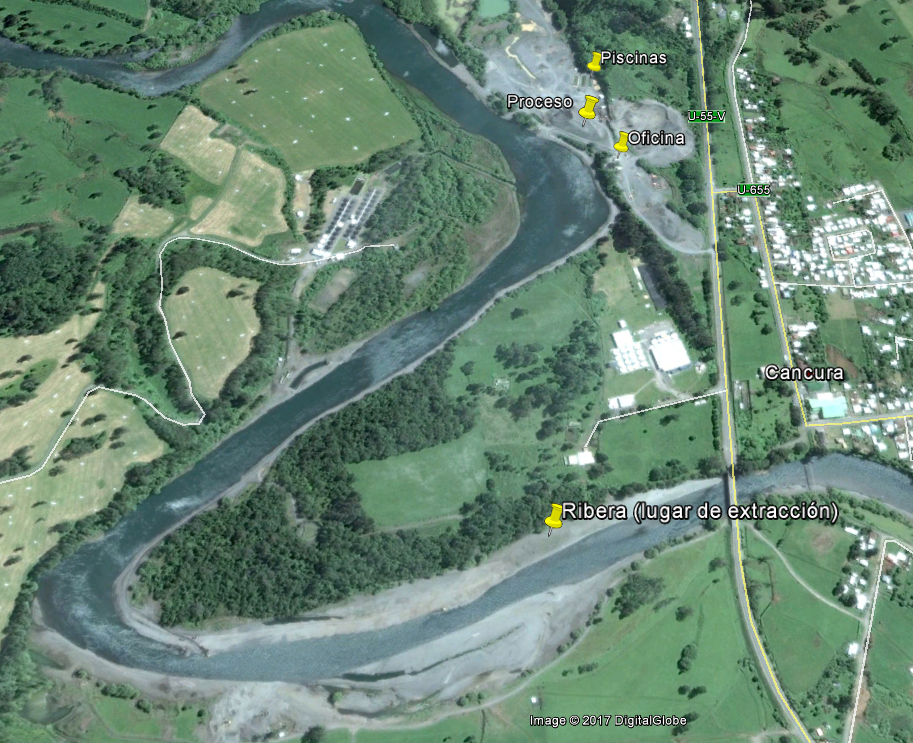 Piscinas
Proceso
U-55-V
Oficina
U-655
Cancura
Ribera (lugar de extracción)
Image © 2017 DigitalGlobe